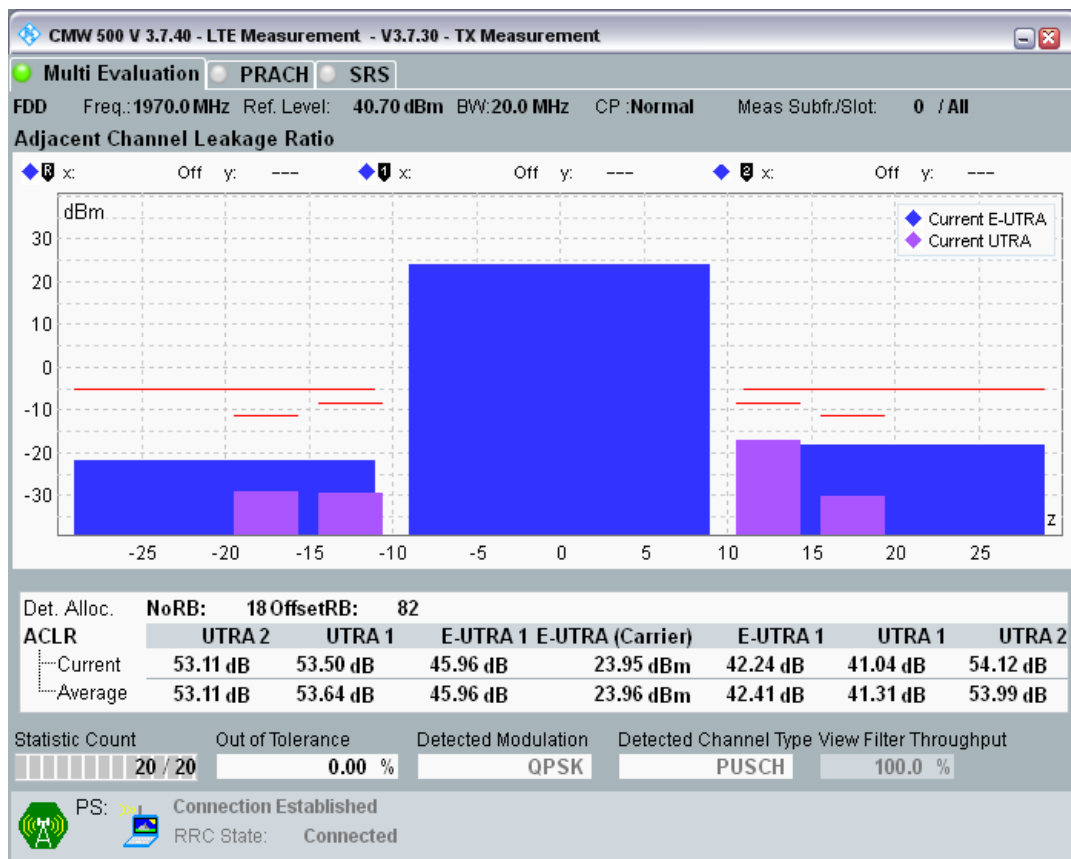 CMW 500 V 3.7.40 - LTE Measurement - V3.7.30 - TX Measurement
Multi Evaluation PRACH SRS
FDD Freq.:1970.0 MHz Ref. Level: 40.70 dBm BW:20.0 MHz CP :Normal Meas Subfr./Slot: 0 / All
Adjacent Channel Leakage Ratio
R x: Off y: --- 1 x: Off y: --- 2 x: Off y: ---
dBm
Current E-UTRA
Current UTRA
30
20
10
0
-10
-20
-30
z
-25 -20 -15 -10 -5 0 5 10 15 20 25
Det. Alloc. NoRB: 18 OffsetRB: 82
ACLR UTRA 2 UTRA 1 E-UTRA 1 E-UTRA (Carrier) E-UTRA 1 UTRA 1 UTRA 2
Current 53.11 dB 53.50 dB 45.96 dB 23.95 dBm 42.24 dB 41.04 dB 54.12 dB
Average 53.11 dB 53.64 dB 45.96 dB 23.96 dBm 42.41 dB 41.31 dB 53.99 dB
Statistic Count Out of Tolerance Detected Modulation Detected Channel Type View Filter Throughput
20 / 20 0.00 % QPSK PUSCH 100.0 %
PS: Connection Established
RRC State: Connected